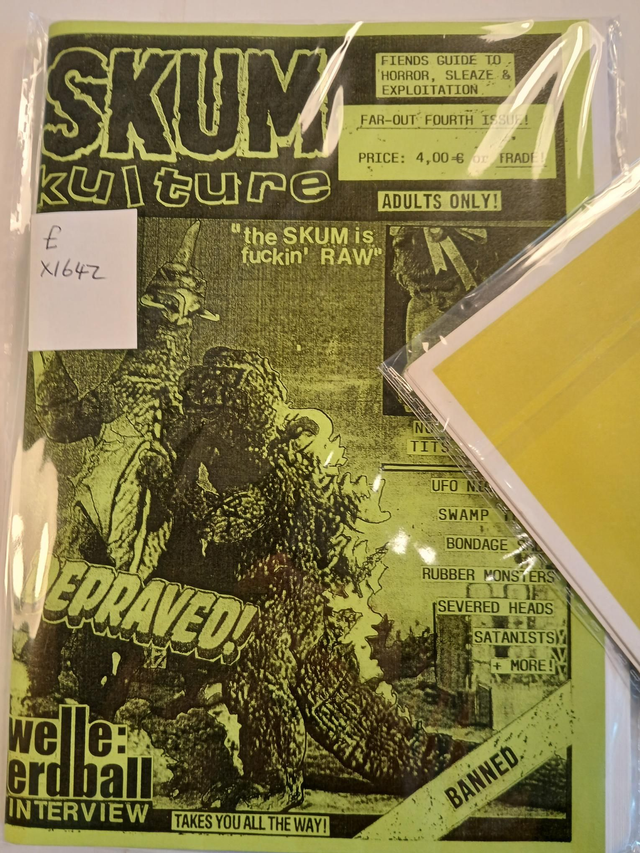 SKUM
kulture
FIENDS GUIDE TO
HORROR, SLEAZE &
EXPLOITATION
FAR-OUT FOURTH ISSUE!
PRICE: 4,00 € or TRADE!
ADULTS ONLY!
£
X1642
"the SKUM is
fuckin' RAW"
TITS
UFO
SWAMP
BONDAGE
RUBBER MONSTERS
SEVERED HEADS
SATANISTS
+ MORE!
EPRAVED!
welle:
erdball
INTERVIEW
TAKES YOU ALL THE WAY!
BANNED